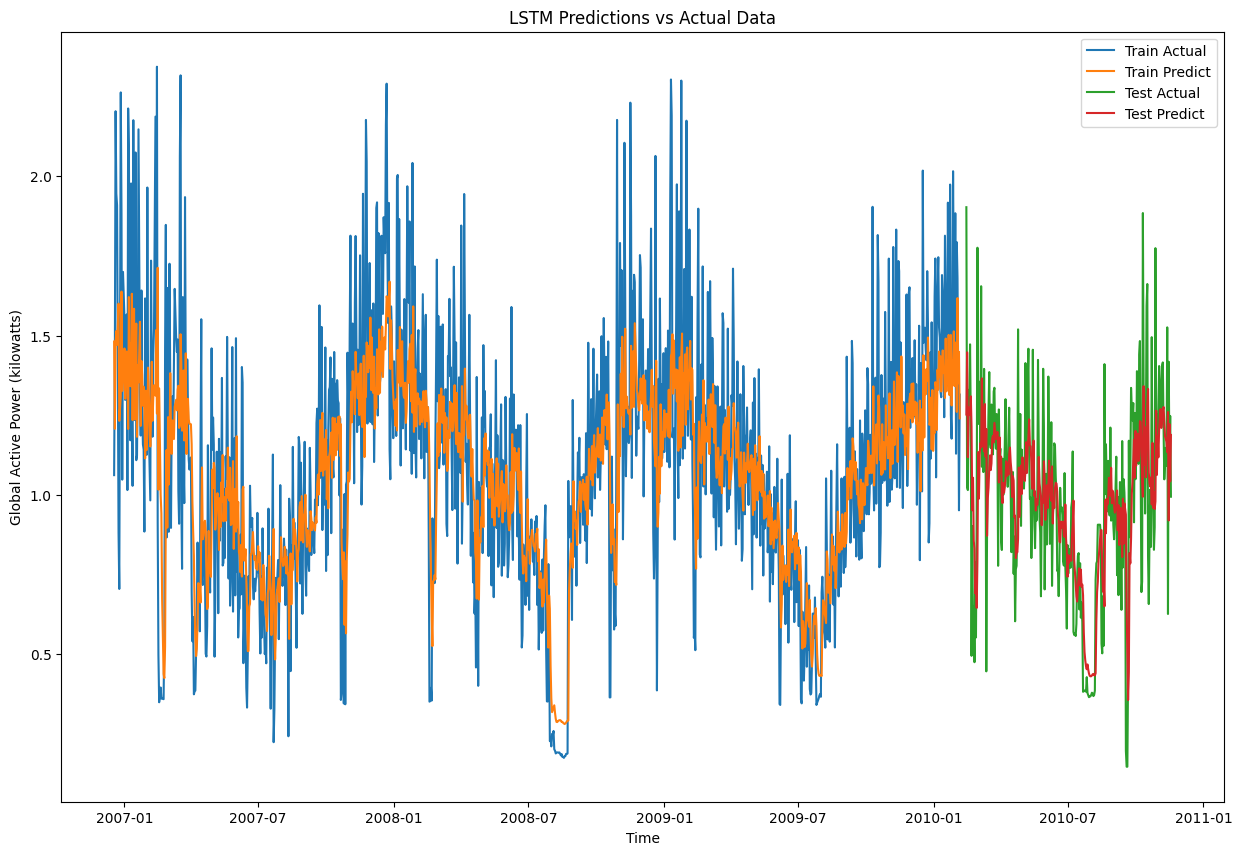 LSTM Predictions vs Actual Data
Train Actual
Train Predict
Test Actual
Test Predict
Global Active Power (kilowatts)
2.0
1.5
1.0
0.5
2007-01
2007-07
2008-01
2008-07
2009-01
2009-07
2010-01
2010-07
2011-01
Time